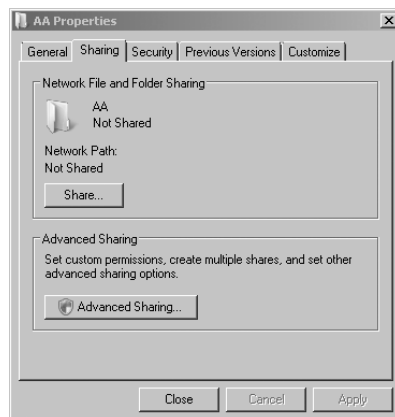 AA Properties
General Sharing Security Previous Versions Customize
Network File and Folder Sharing
AA
Not Shared
Network Path:
Not Shared
Share...
Advanced Sharing
Set custom permissions, create multiple shares, and set other
advanced sharing options.
Advanced Sharing...
Close Cancel Apply